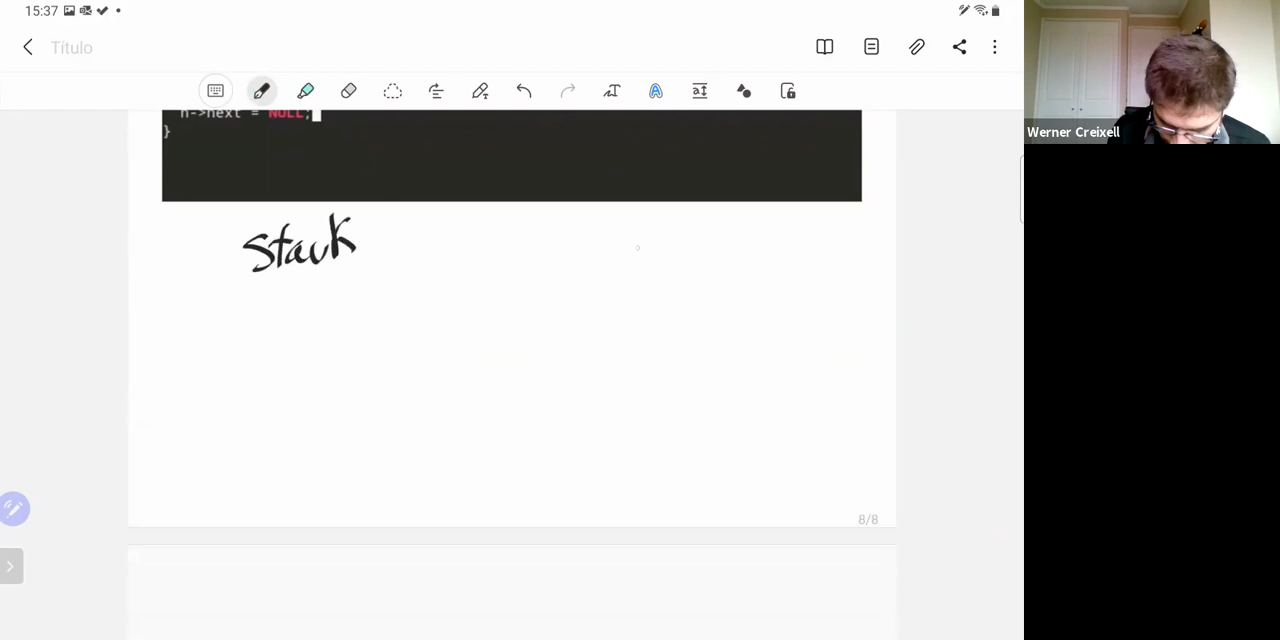 15:37
Título
n->next = NULL;
}
Stack
8/8
Werner Creixell